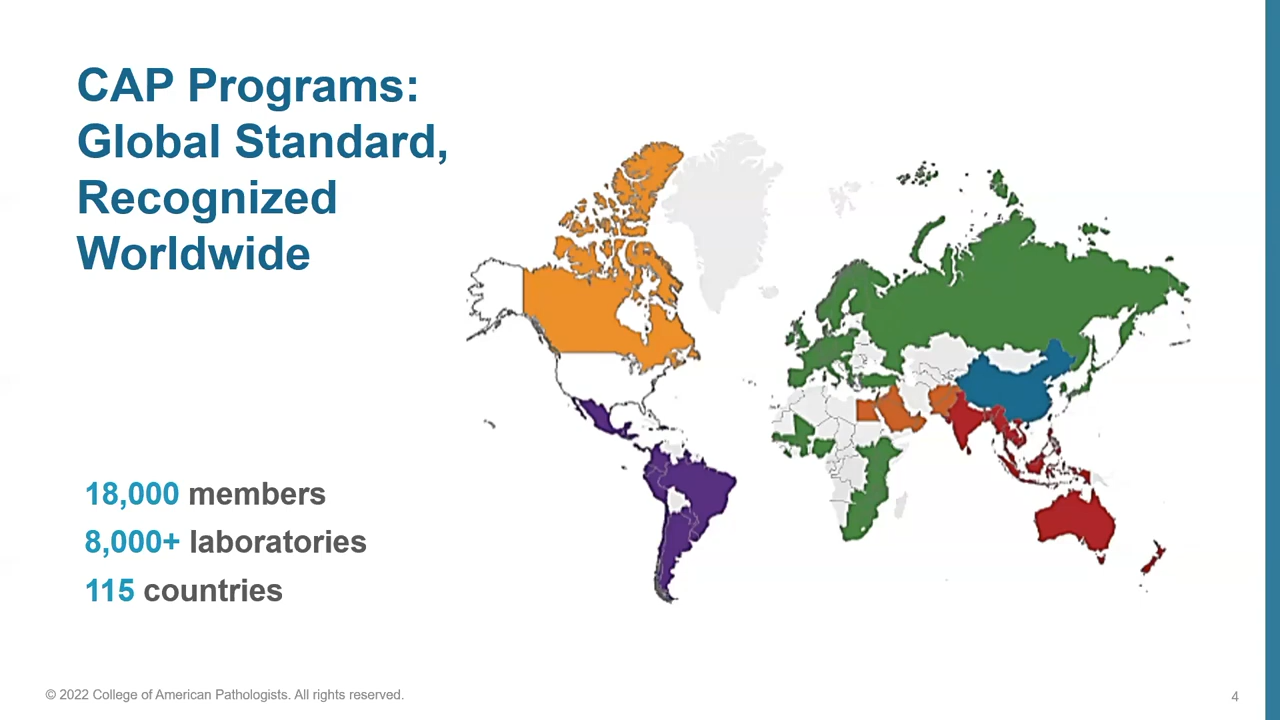 CAP Programs:
Global Standard,
Recognized
Worldwide
18,000 members
8,000+ laboratories
115 countries
© 2022 College of American Pathologists. All rights reserved.
4